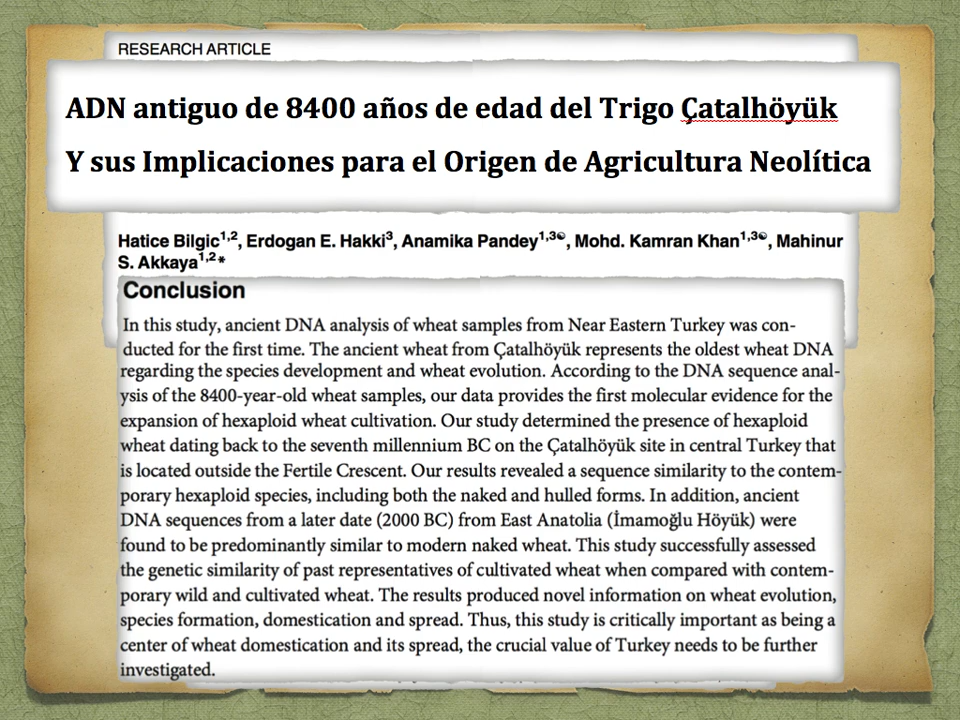 RESEARCH ARTICLE
ADN antiguo de 8400 años de edad del Trigo Çatalhöyük
Y sus Implicaciones para el Origen de Agricultura Neolítica
Hatice Bilgic1,2, Erdogan E. Hakki3, Anamika Pandey1,3☯, Mohd. Kamran Khan1,3☯, Mahinur
S. Akkaya1,2*
Conclusion
In this study, ancient DNA analysis of wheat samples from Near Eastern Turkey was con-
ducted for the first time. The ancient wheat from Çatalhöyük represents the oldest wheat DNA
regarding the species development and wheat evolution. According to the DNA sequence anal-
ysis of the 8400-year-old wheat samples, our data provides the first molecular evidence for the
expansion of hexaploid wheat cultivation. Our study determined the presence of hexaploid
wheat dating back to the seventh millennium BC on the Çatalhöyük site in central Turkey that
is located outside the Fertile Crescent. Our results revealed a sequence similarity to the contem-
porary hexaploid species, including both the naked and hulled forms. In addition, ancient
DNA sequences from a later date (2000 BC) from East Anatolia (İmamoğlu Höyük) were
found to be predominantly similar to modern naked wheat. This study successfully assessed
the genetic similarity of past representatives of cultivated wheat when compared with contem-
porary wild and cultivated wheat. The results produced novel information on wheat evolution,
species formation, domestication and spread. Thus, this study is critically important as being a
center of wheat domestication and its spread, the crucial value of Turkey needs to be further
investigated.